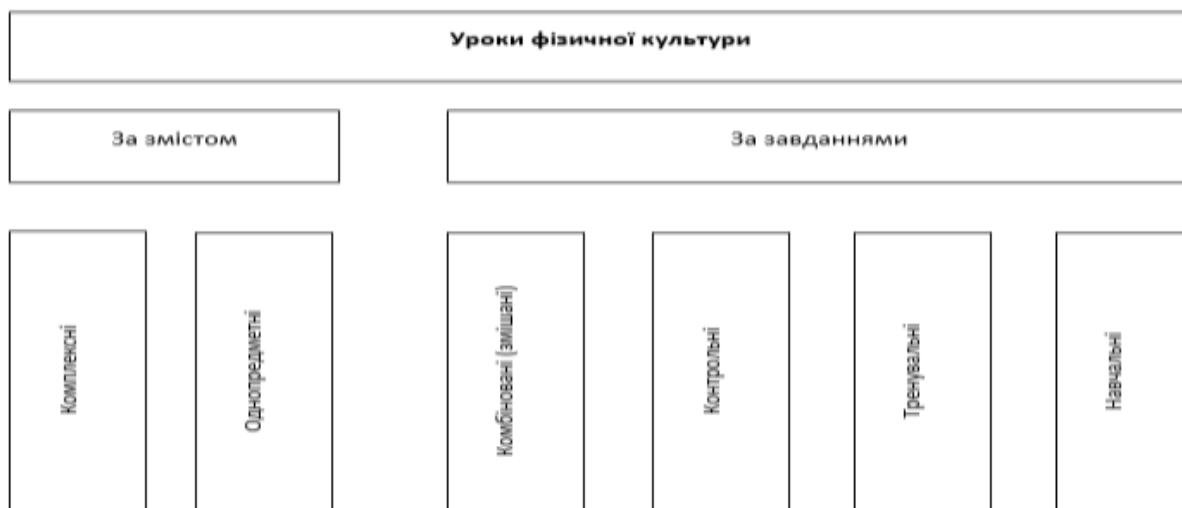 Уроки фізичної культури
За змістом
За завданнями
Комплексні
Однопредметні
Комбіновані (змішані)
Контрольні
Тренувальні
Навчальні